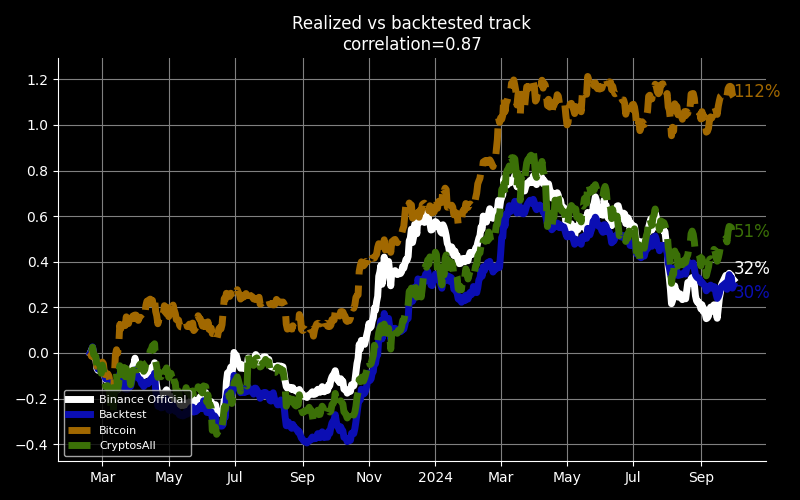 Realized vs backtested track
correlation=0.87
1.2
1.0
0.8
0.6
0.4
0.2
0.0
−0.2
−0.4
112%
51%
32%
30%
Binance Official
Backtest
Bitcoin
CryptosAll
Mar May Jul Sep Nov 2024 Mar May Jul Sep